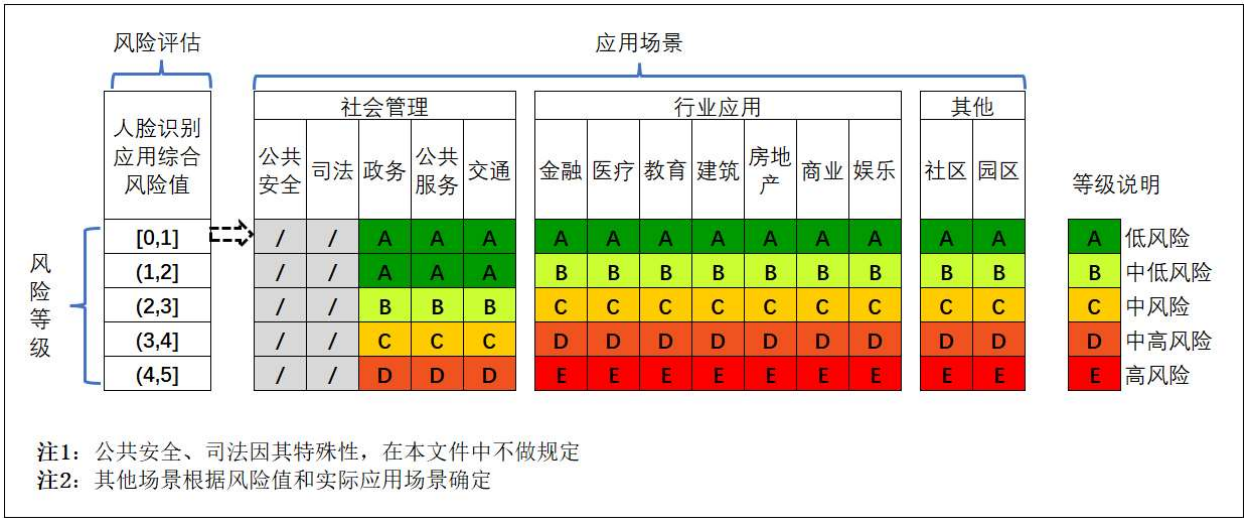 风险评估 应用场景
社会管理 行业应用 其他
人脸识别
应用综合
风险值
公共
安全 司法 政务 公共
服务 交通 金融 医疗 教育 建筑 房地
产 商业 娱乐 社区 园区 等级说明
[0,1] / / A A A A A A A A A A A A A 低风险
(1,2] / / A A A B B B B B B B B B B 中低风险
(2,3] / / B B B C C C C C C C C C C 中风险
(3,4] / / C C C D D D D D D D D D D 中高风险
(4,5] / / D D D E E E E E E E E E E 高风险
风
险
等
级
注1：公共安全、司法因其特殊性，在本文件中不做规定
注2：其他场景根据风险值和实际应用场景确定